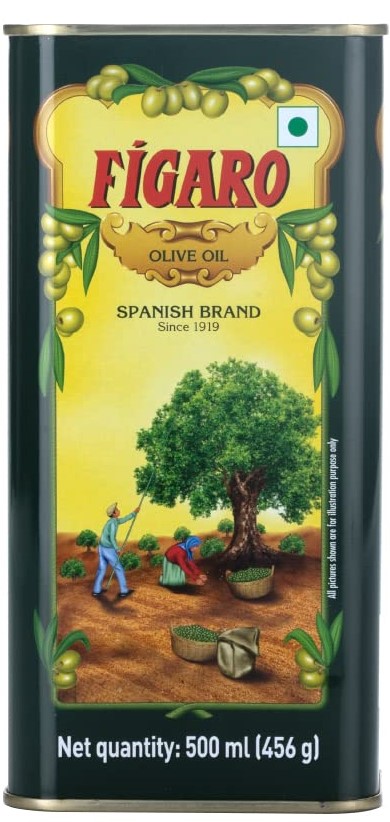 FÍGARO
OLIVE OIL
SPANISH BRAND
Since 1919
All pictures shown are for illustration purpose only
Net quantity: 500 ml (456 g)